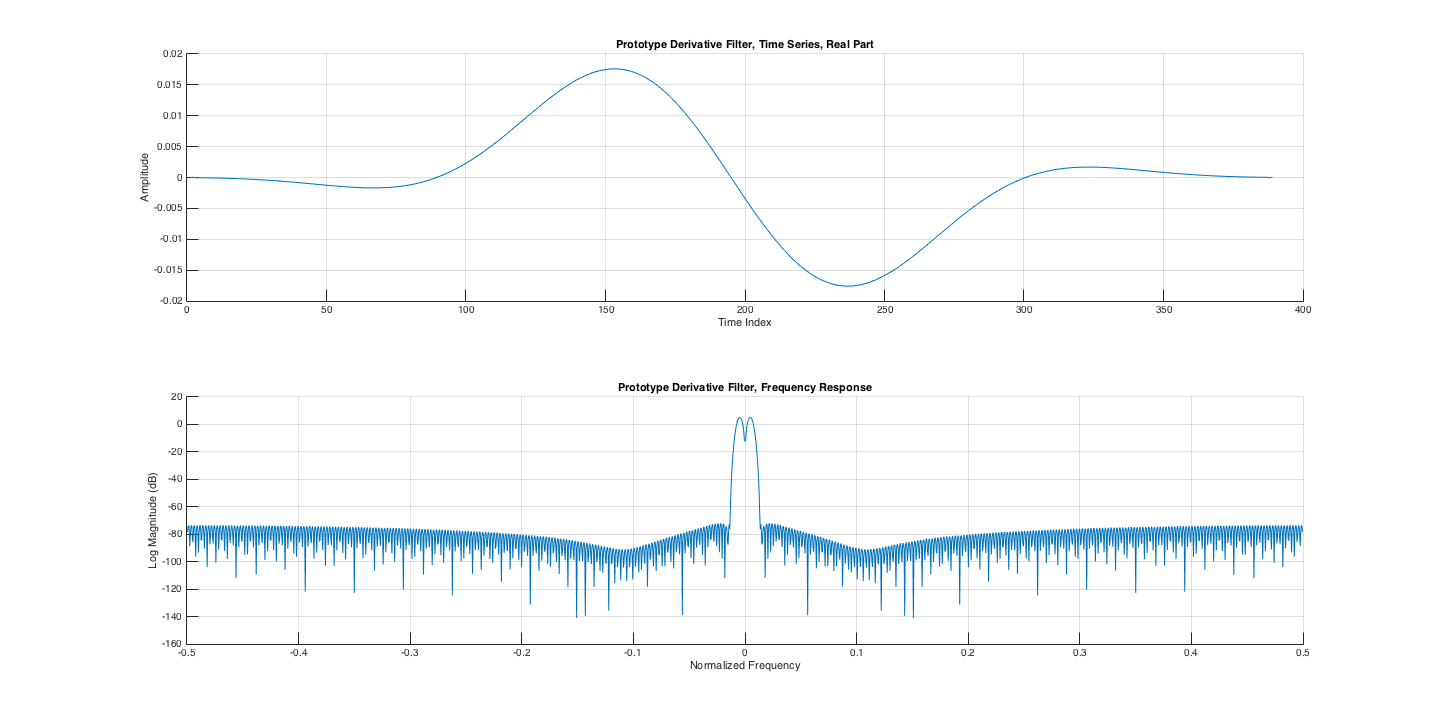 Prototype Derivative Filter, Time Series, Real Part
0.02
0.015
0.01
0.005
0
-0.005
-0.01
-0.015
-0.02
Amplitude
0 50 100 150 200 250 300 350 400
Time Index
Prototype Derivative Filter, Frequency Response
20
0
-20
-40
-60
-80
-100
-120
-140
-160
Log Magnitude (dB)
-0.5 -0.4 -0.3 -0.2 -0.1 0 0.1 0.2 0.3 0.4 0.5
Normalized Frequency